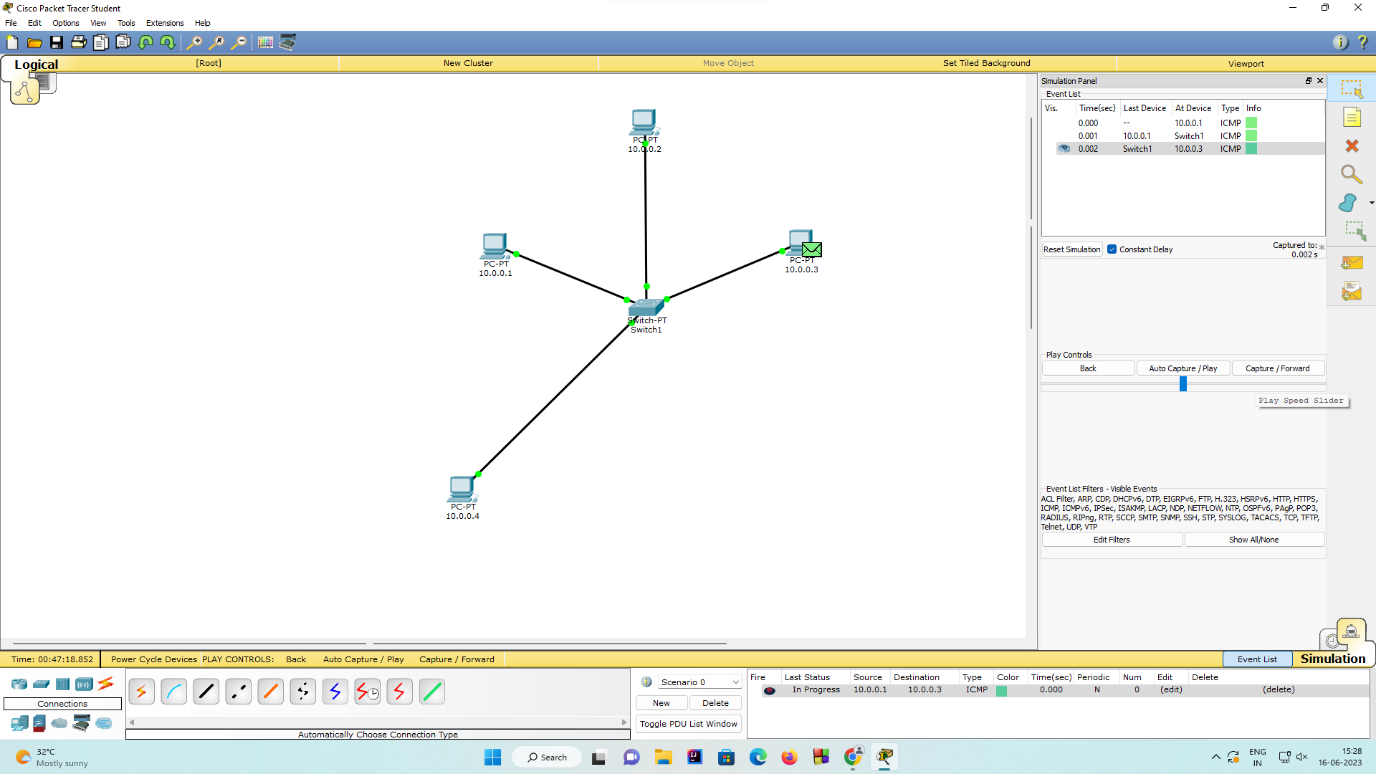 Cisco Packet Tracer Student
File Edit Options View Tools Extensions Help
Logical [Root] New Cluster Move Object Set Tiled Background Viewport
PC-PT
10.0.0.2
PC-PT
10.0.0.1
PC-PT
10.0.0.3
Switch-PT
Switch1
PC-PT
10.0.0.4
Simulation Panel
Event List
Vis. Time(sec) Last Device At Device Type Info
0.000 -- 10.0.0.1 ICMP
0.001 10.0.0.1 Switch1 ICMP
0.002 Switch1 10.0.0.3 ICMP
Reset Simulation Constant Delay Captured to:
0.002 s
Play Controls
Back Auto Capture / Play Capture / Forward
Play Speed Slider
Event List Filters - Visible Events
ACL Filter, ARP, CDP, DHCPv6, DTP, EIGRPv6, FTP, H.323, HSRPv6, HTTP, HTTPS,
ICMP, ICMPv6, IPSec, ISAKMP, LACP, NDP, NETFLOW, NTP, OSPFv6, PAgP, POP3,
RADIUS, RIPng, RTP, SCCP, SMTP, SNMP, SSH, STP, SYSLOG, TACACS, TCP, TFTP,
Telnet, UDP, VTP
Edit Filters Show All/None
Time: 00:47:18.852 Power Cycle Devices PLAY CONTROLS: Back Auto Capture / Play Capture / Forward Event List Simulation
Connections
Automatically Choose Connection Type
Scenario 0
New Delete
Toggle PDU List Window
Fire Last Status Source Destination Type Color Time(sec) Periodic Num Edit Delete
In Progress 10.0.0.1 10.0.0.3 ICMP 0.000 N 0 (edit) (delete)
32°C
Mostly sunny
Search
ENG
IN
15:28
16-06-2023